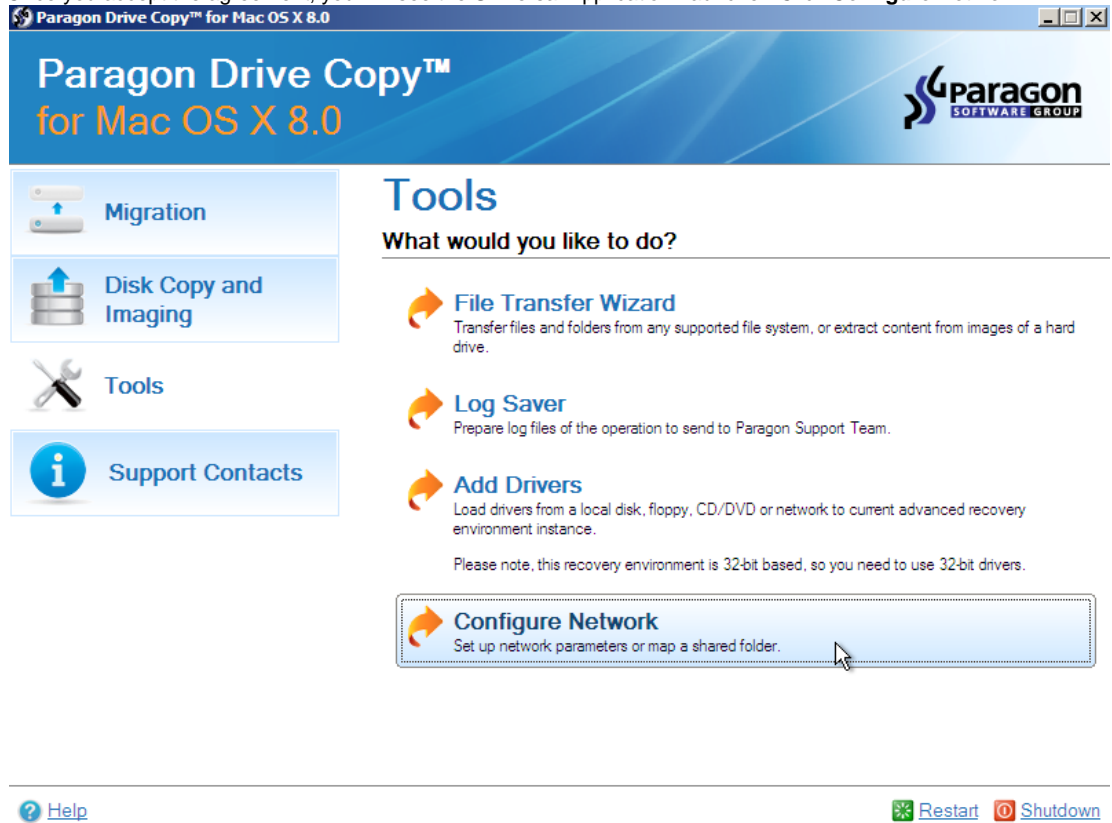 Paragon Drive Copy™ for Mac OS X 8.0
Paragon Drive Copy™
for Mac OS X 8.0
Paragon
SOFTWARE GROUP
Migration
Disk Copy and
Imaging
Tools
Support Contacts
Tools
What would you like to do?
File Transfer Wizard
Transfer files and folders from any supported file system, or extract content from images of a hard
drive.
Log Saver
Prepare log files of the operation to send to Paragon Support Team.
Add Drivers
Load drivers from a local disk, floppy, CD/DVD or network to current advanced recovery
environment instance.
Please note, this recovery environment is 32-bit based, so you need to use 32-bit drivers.
Configure Network
Set up network parameters or map a shared folder.
Help
Restart
Shutdown